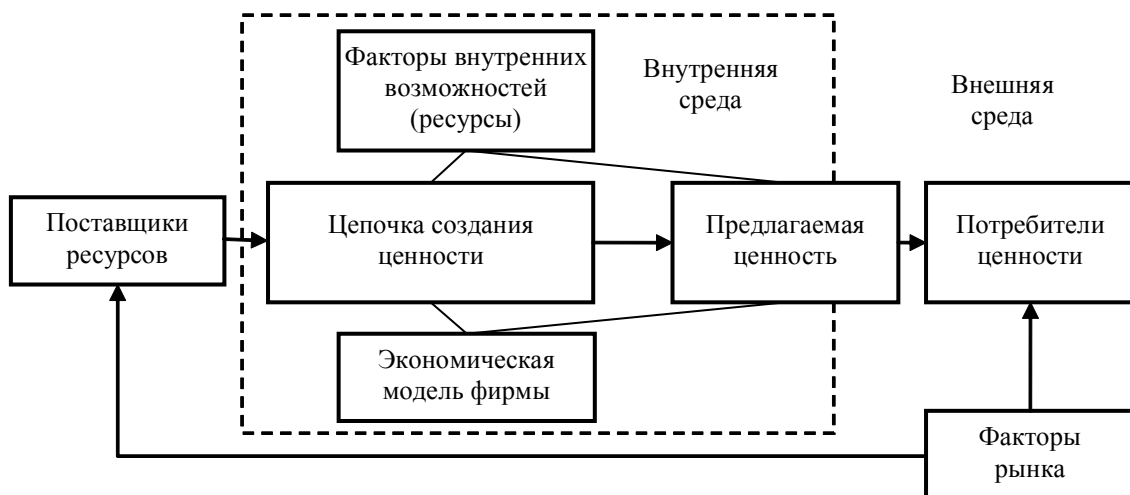 Факторы внутренних
возможностей
(ресурсы)
Внутренняя
среда
Внешняя
среда
Поставщики
ресурсов
Цепочка создания
ценности
Предлагаемая
ценность
Потребители
ценности
Экономическая
модель фирмы
Факторы
рынка